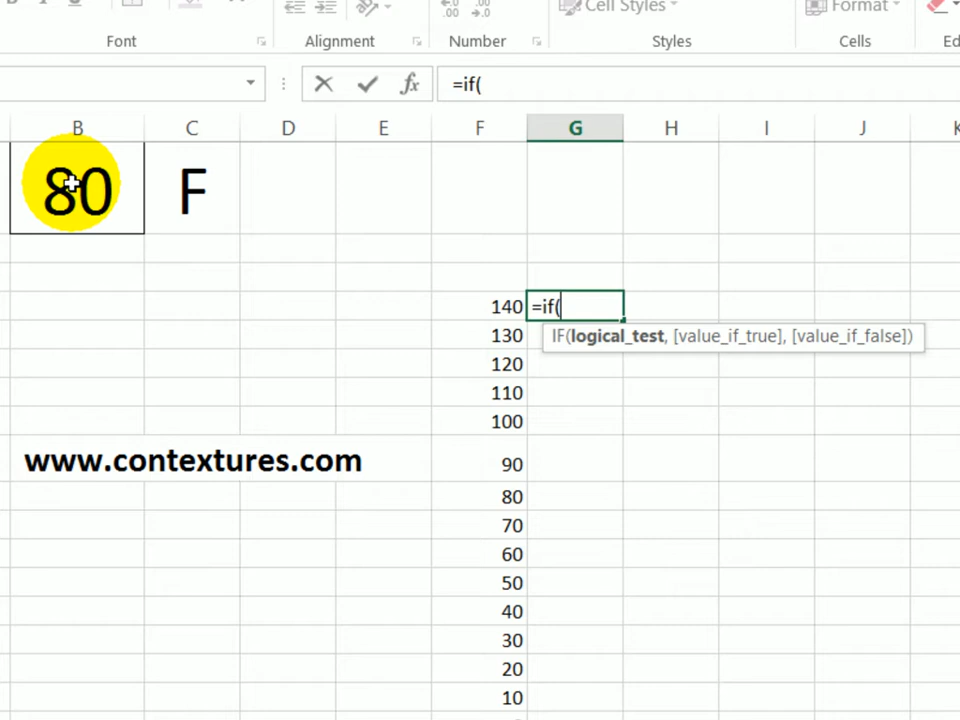 Cell Styles
Format
Font
Alignment
Number
Styles
Cells
=if(
B C D E F G H I J K
80 F
140 =if(
IF(logical_test, [value_if_true], [value_if_false])
130
120
110
100
www.contextures.com
90
80
70
60
50
40
30
20
10